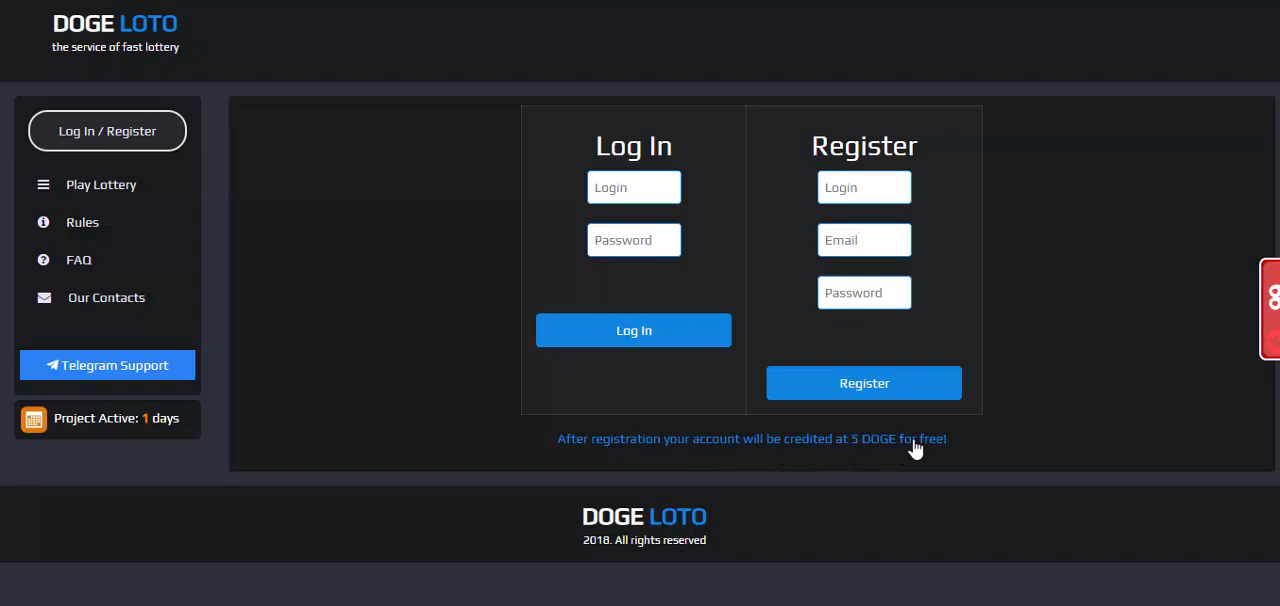 DOGE LOTO
the service of fast lottery
Log In / Register
Play Lottery
Rules
FAQ
Our Contacts
Telegram Support
Project Active: 1 days
Log In
Login
Password
Log In
Register
Login
Email
Password
Register
After registration your account will be credited at 5 DOGE for free!
DOGE LOTO
2018. All rights reserved